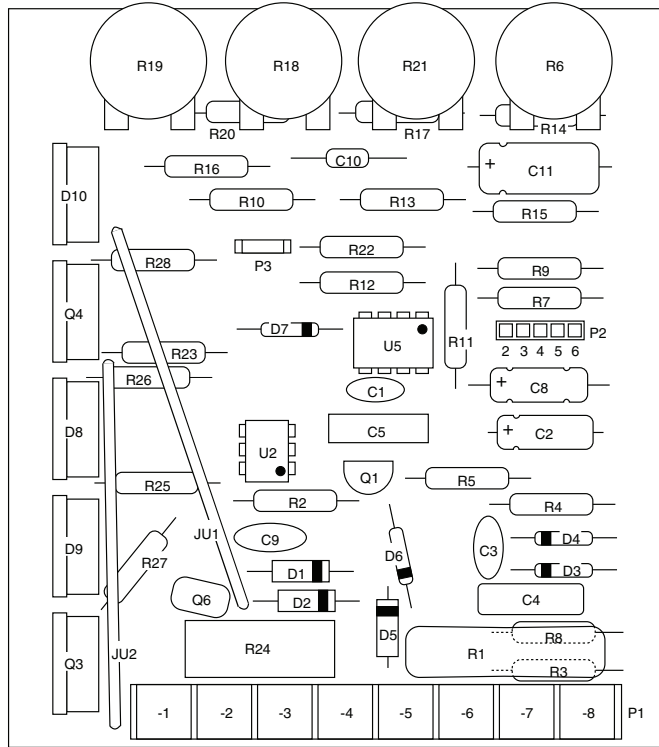 R19 R18 R21 R6
R20 R17 R14
R16 C10 + C11
D10 R10 R13 R15
R28 P3 R22 R9
R12 R7
Q4 D7 U5 R11 P2
2 3 4 5 6
R23
R26 C1 + C8
D8 U2 C5 + C2
Q1
R25 R2 R5 R4
JU1 C9 D6 C3 D4
D9 R27 D1 D3
Q6 D2 C4
D5
Q3 JU2 R24 R1 R8
R3
-1 -2 -3 -4 -5 -6 -7 -8 P1